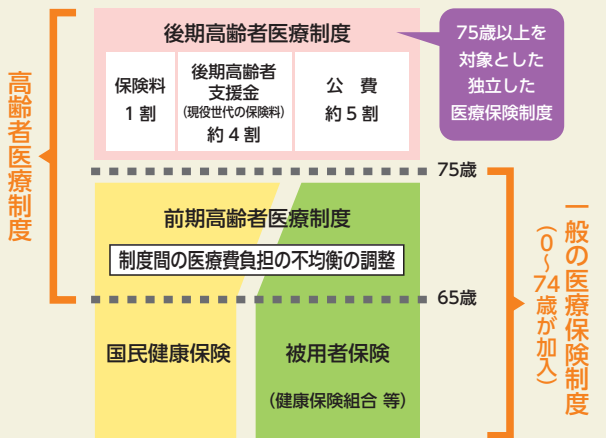 後期高齢者医療制度
保険料
1割
後期高齢者
支援金
(現役世代の保険料)
約4割
公 費
約5割
75歳以上を
対象とした
独立した
医療保険制度
高齢者医療制度
75歳
前期高齢者医療制度
制度間の医療費負担の不均衡の調整
65歳
国民健康保険
被用者保険
(健康保険組合 等)
一般の医療保険制度
(0〜74歳が加入)